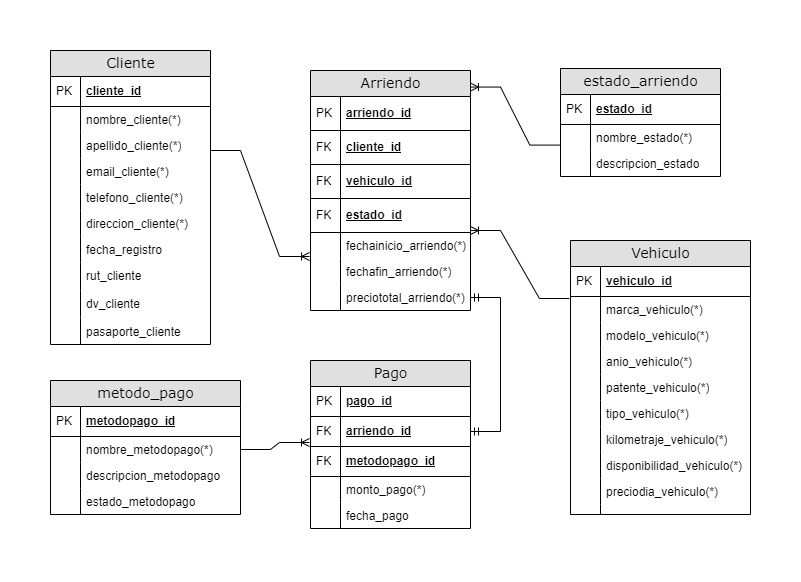 Cliente
PK cliente_id
nombre_cliente(*)
apellido_cliente(*)
email_cliente(*)
telefono_cliente(*)
direccion_cliente(*)
fecha_registro
rut_cliente
dv_cliente
pasaporte_cliente
Arriendo
PK arriendo_id
FK cliente_id
FK vehiculo_id
FK estado_id
fechainicio_arriendo(*)
fechafin_arriendo(*)
preciototal_arriendo(*)
estado_arriendo
PK estado_id
nombre_estado(*)
descripcion_estado
Vehiculo
PK vehiculo_id
marca_vehiculo(*)
modelo_vehiculo(*)
anio_vehiculo(*)
patente_vehiculo(*)
tipo_vehiculo(*)
kilometraje_vehiculo(*)
disponibilidad_vehiculo(*)
preciodia_vehiculo(*)
metodo_pago
PK metodopago_id
nombre_metodopago(*)
descripcion_metodopago
estado_metodopago
Pago
PK pago_id
FK arriendo_id
FK metodopago_id
monto_pago(*)
fecha_pago